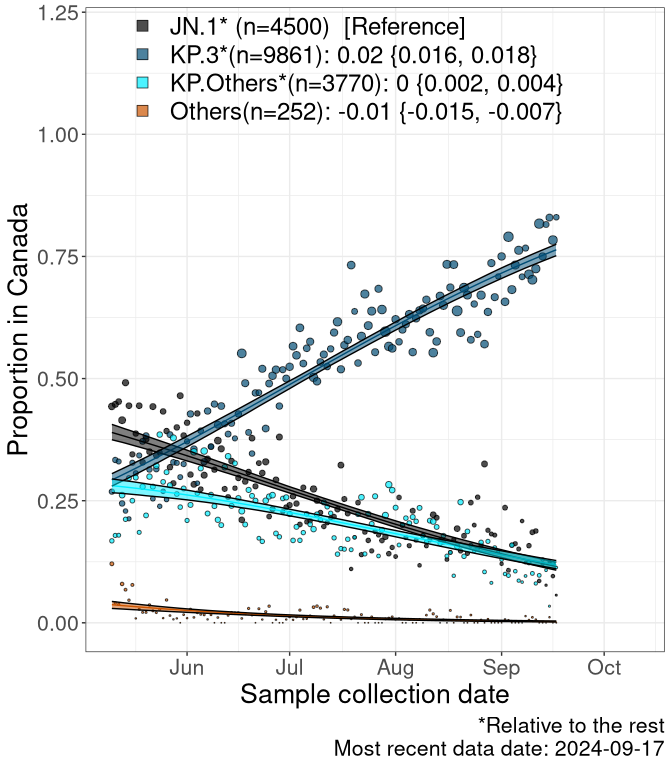 JN.1* (n=4500)  [Reference]
KP.3*(n=9861): 0.02 {0.016, 0.018}
KP.Others*(n=3770): 0 {0.002, 0.004}
Others(n=252): -0.01 {-0.015, -0.007}
Proportion in Canada
1.25
1.00
0.75
0.50
0.25
0.00
Jun Jul Aug Sep Oct
Sample collection date
*Relative to the rest
Most recent data date: 2024-09-17